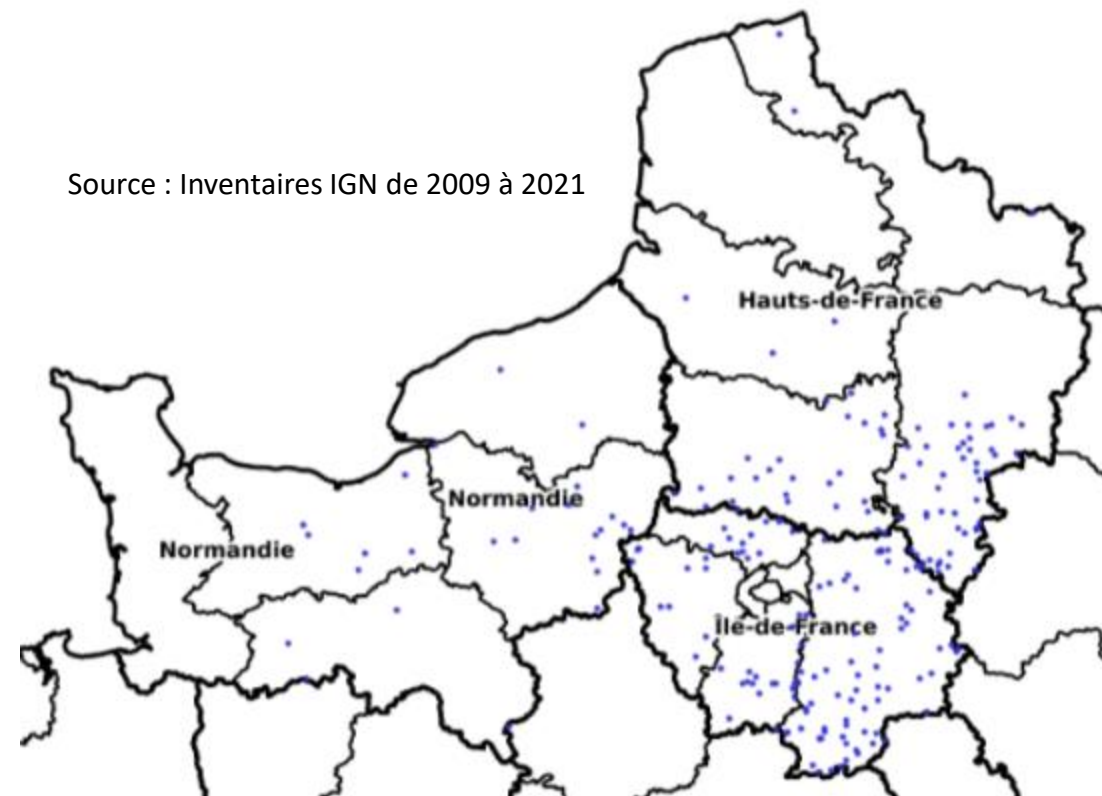 Source : Inventaires IGN de 2009 à 2021
Hauts-de-France
Normandie
Normandie
Île-de-France